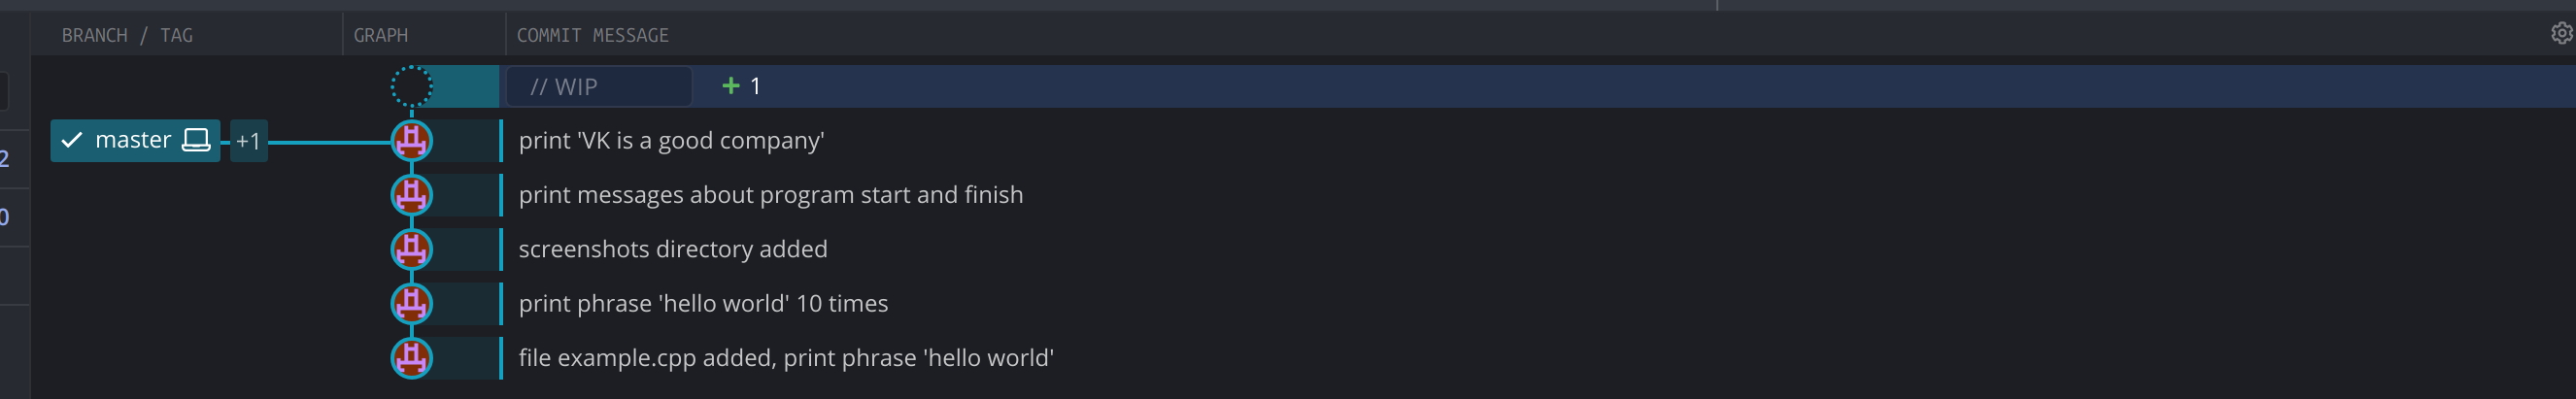 BRANCH / TAG GRAPH COMMIT MESSAGE
// WIP 1
master +1 print 'VK is a good company'
2
print messages about program start and finish
0
screenshots directory added
print phrase 'hello world' 10 times
file example.cpp added, print phrase 'hello world'